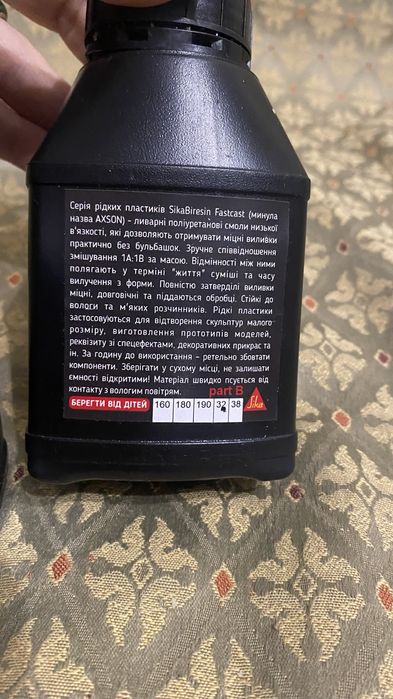 Серія рідких пластиків SikaBiresin Fastcast (минула
назва AXSON) – ливарні поліуретанові смоли низької
в'язкості, які дозволяють отримувати міцні виливки
практично без бульбашок. Зручне співвідношення
змішування 1А:1В за масою. Відмінності між ними
полягають у терміні "життя" суміші та часу
вилучення з форми. Повністю затверділі виливки
міцні, довговічні та піддаються обробці. Стійкі до
вологи та м'яких розчинників. Рідкі пластики
застосовуються для відтворення скульптур малого
розміру, виготовлення прототипів моделей,
реквізиту зі спецефектами, декоративних прикрас та
ін. За годину до використання – ретельно збовтати
компоненти. Зберігати у сухому місці, не залишати
ємності відкритими! Матеріал швидко псується від
контакту з вологим повітрям. part B
БЕРЕГТИ ВІД ДІТЕЙ 160 180 190 32 38 Sika